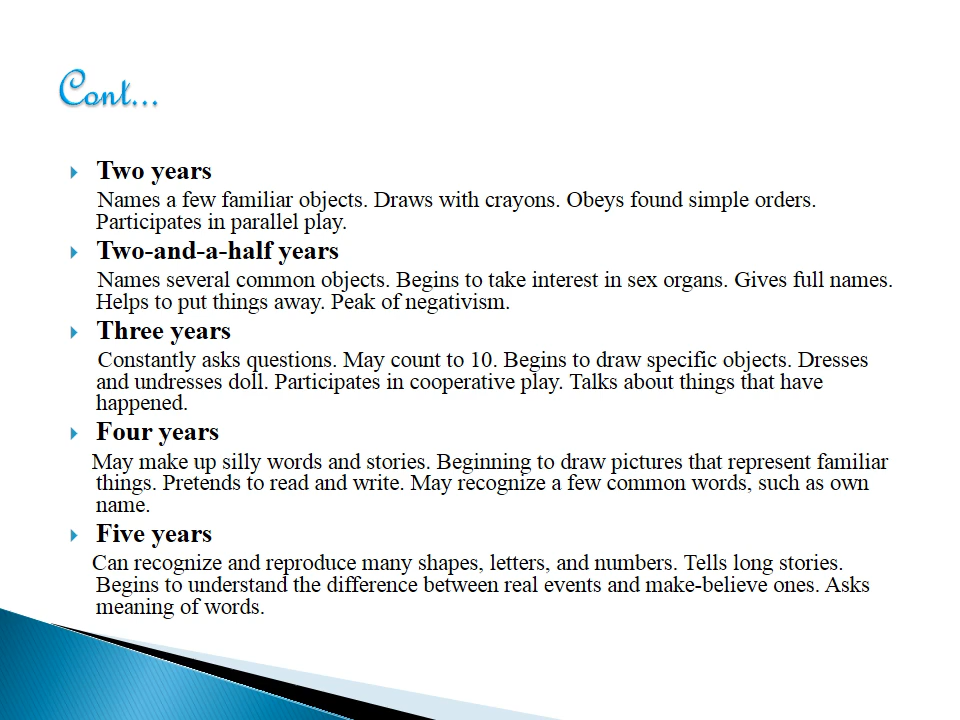 Cont...
Two years
Names a few familiar objects. Draws with crayons. Obeys found simple orders.
Participates in parallel play.
Two-and-a-half years
Names several common objects. Begins to take interest in sex organs. Gives full names.
Helps to put things away. Peak of negativism.
Three years
Constantly asks questions. May count to 10. Begins to draw specific objects. Dresses
and undresses doll. Participates in cooperative play. Talks about things that have
happened.
Four years
May make up silly words and stories. Beginning to draw pictures that represent familiar
things. Pretends to read and write. May recognize a few common words, such as own
name.
Five years
Can recognize and reproduce many shapes, letters, and numbers. Tells long stories.
Begins to understand the difference between real events and make-believe ones. Asks
meaning of words.